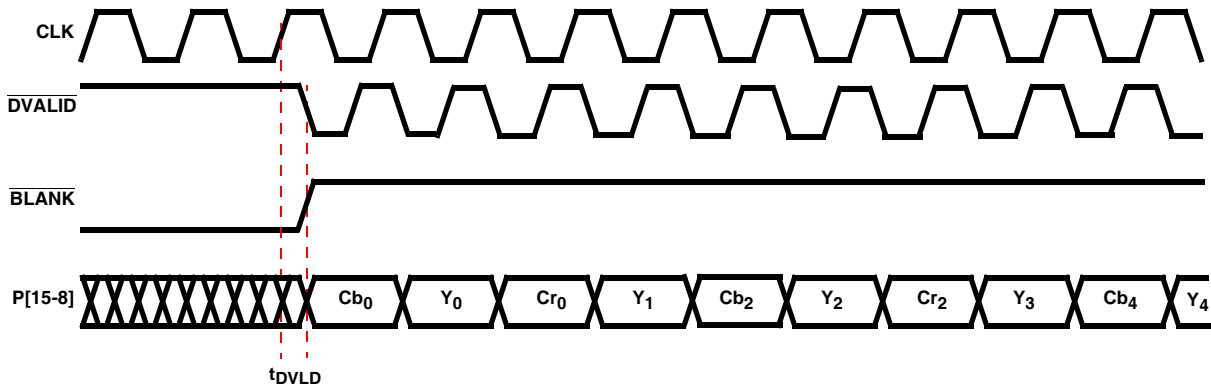 CLK
DVALID
BLANK
P[15-8] Cb0 Y0 Cr0 Y1 Cb2 Y2 Cr2 Y3 Cb4 Y4
tDVLD